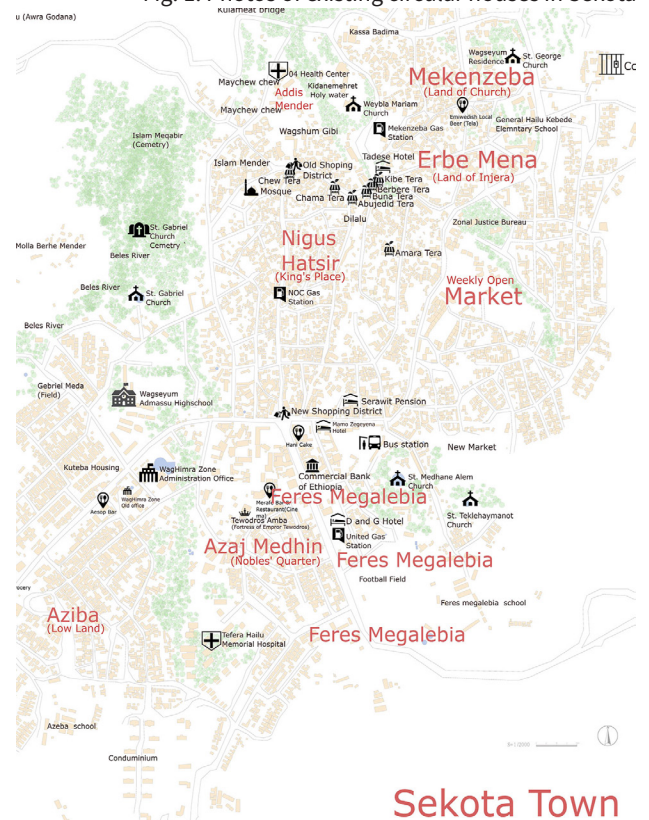 u (Awra Godana)
Kilameat bridge
Kassa Badima
Wagseyum
Residence
St. George
Church
Co
04 Health Center
Mekenzeba
(Land of Church)
Maychew chew
Kidanemehret
Holy water
Addis
Mender
Maychew chew
Weybla Mariam
Church
Emwedish Local
Beer (Tela)
General Hailu Kebede
Elemntary School
Wagshum Gibi
Mekenzeba Gas
Station
Islam Meqabir
(Cemetry)
Tadese Hotel
Erbe Mena
(Land of Injera)
Islam Mender
Old Shoping
District
Chew Tera
Kibe Tera
Mosque
Berbere Tera
Chama Tera
Buna Tera
Abujedid Tera
Dilalu
Zonal Justice Bureau
St. Gabriel
Church
Cemetry
Nigus
Hatsir
(King's Place)
Molla Berhe Mender
Beles River
Amara Tera
Weekly Open
Market
Beles River
St. Gabriel
Church
NOC Gas
Station
Beles River
Gebriel Meda
(Field)
Wagseyum
Admassu Highschool
Serawit Pension
New Shopping District
Mamo Zegeyena
Hotel
Hani Cake
Bus station
New Market
Kuteba Housing
WagHimra Zone
Administration Office
Commercial Bank
of Ethiopia
St. Medhane Alem
Church
WagHimra Zone
Old office
Aesop Bar
Feres Megalebia
Restaurant(Cine
ma)
St. Teklehaymanot
Church
Tewodros Amba
(Fortress of Empror Tewodros)
D and G Hotel
United Gas
Station
Azaj Medhin
(Nobles' Quarter)
Feres Megalebia
Football Field
Feres megalebia school
Aziba
(Low Land)
Tefera Hailu
Memorial Hospital
Feres Megalebia
Azeba school
Conduminium
Sekota Town